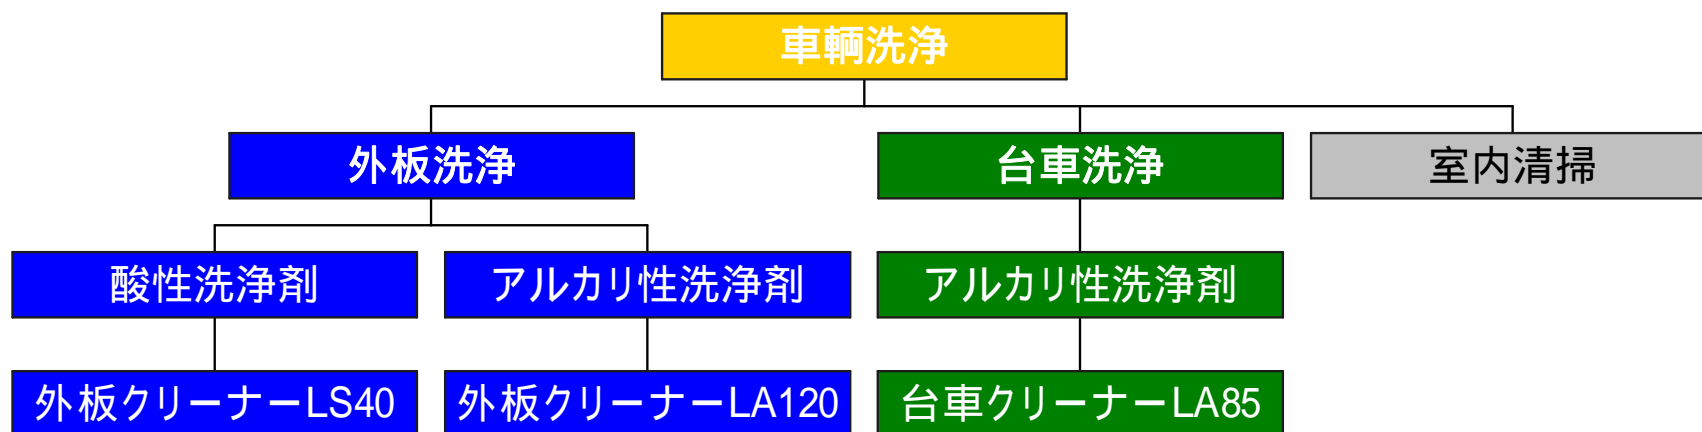 車輌洗浄
外板洗浄
台車洗浄
室内清掃
酸性洗浄剤
アルカリ性洗浄剤
アルカリ性洗浄剤
外板クリーナーLS40
外板クリーナーLA120
台車クリーナーLA85